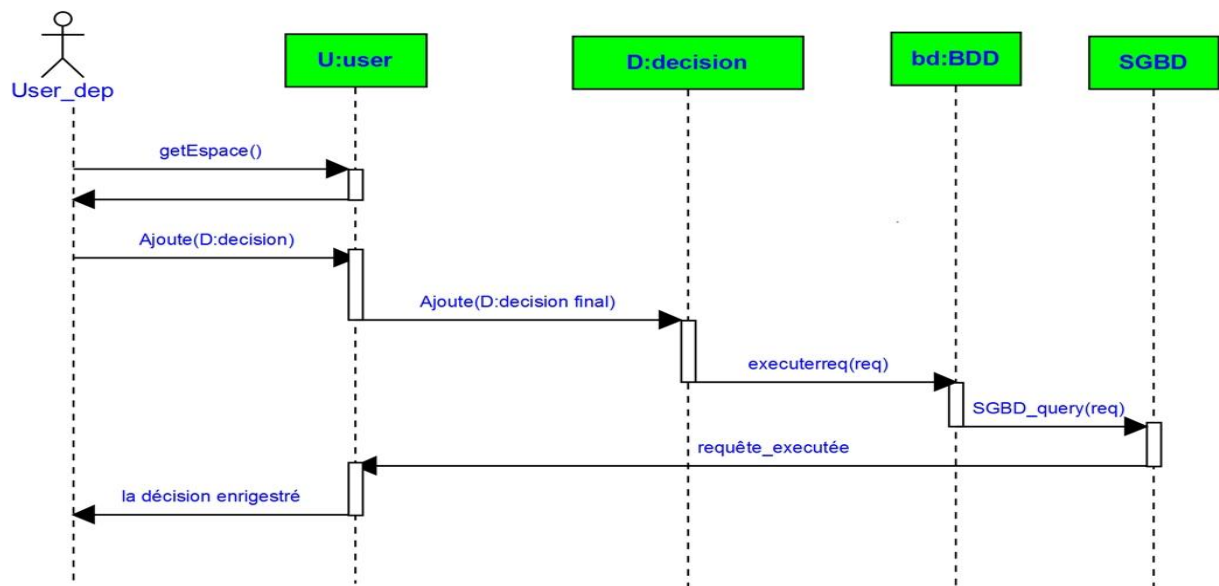 User_dep
U:user
D:decision
bd:BDD
SGBD
getEspace()
Ajoute(D:decision)
Ajoute(D:decision final)
executerreq(req)
SGBD_query(req)
requête_executée
la décision enrigestré